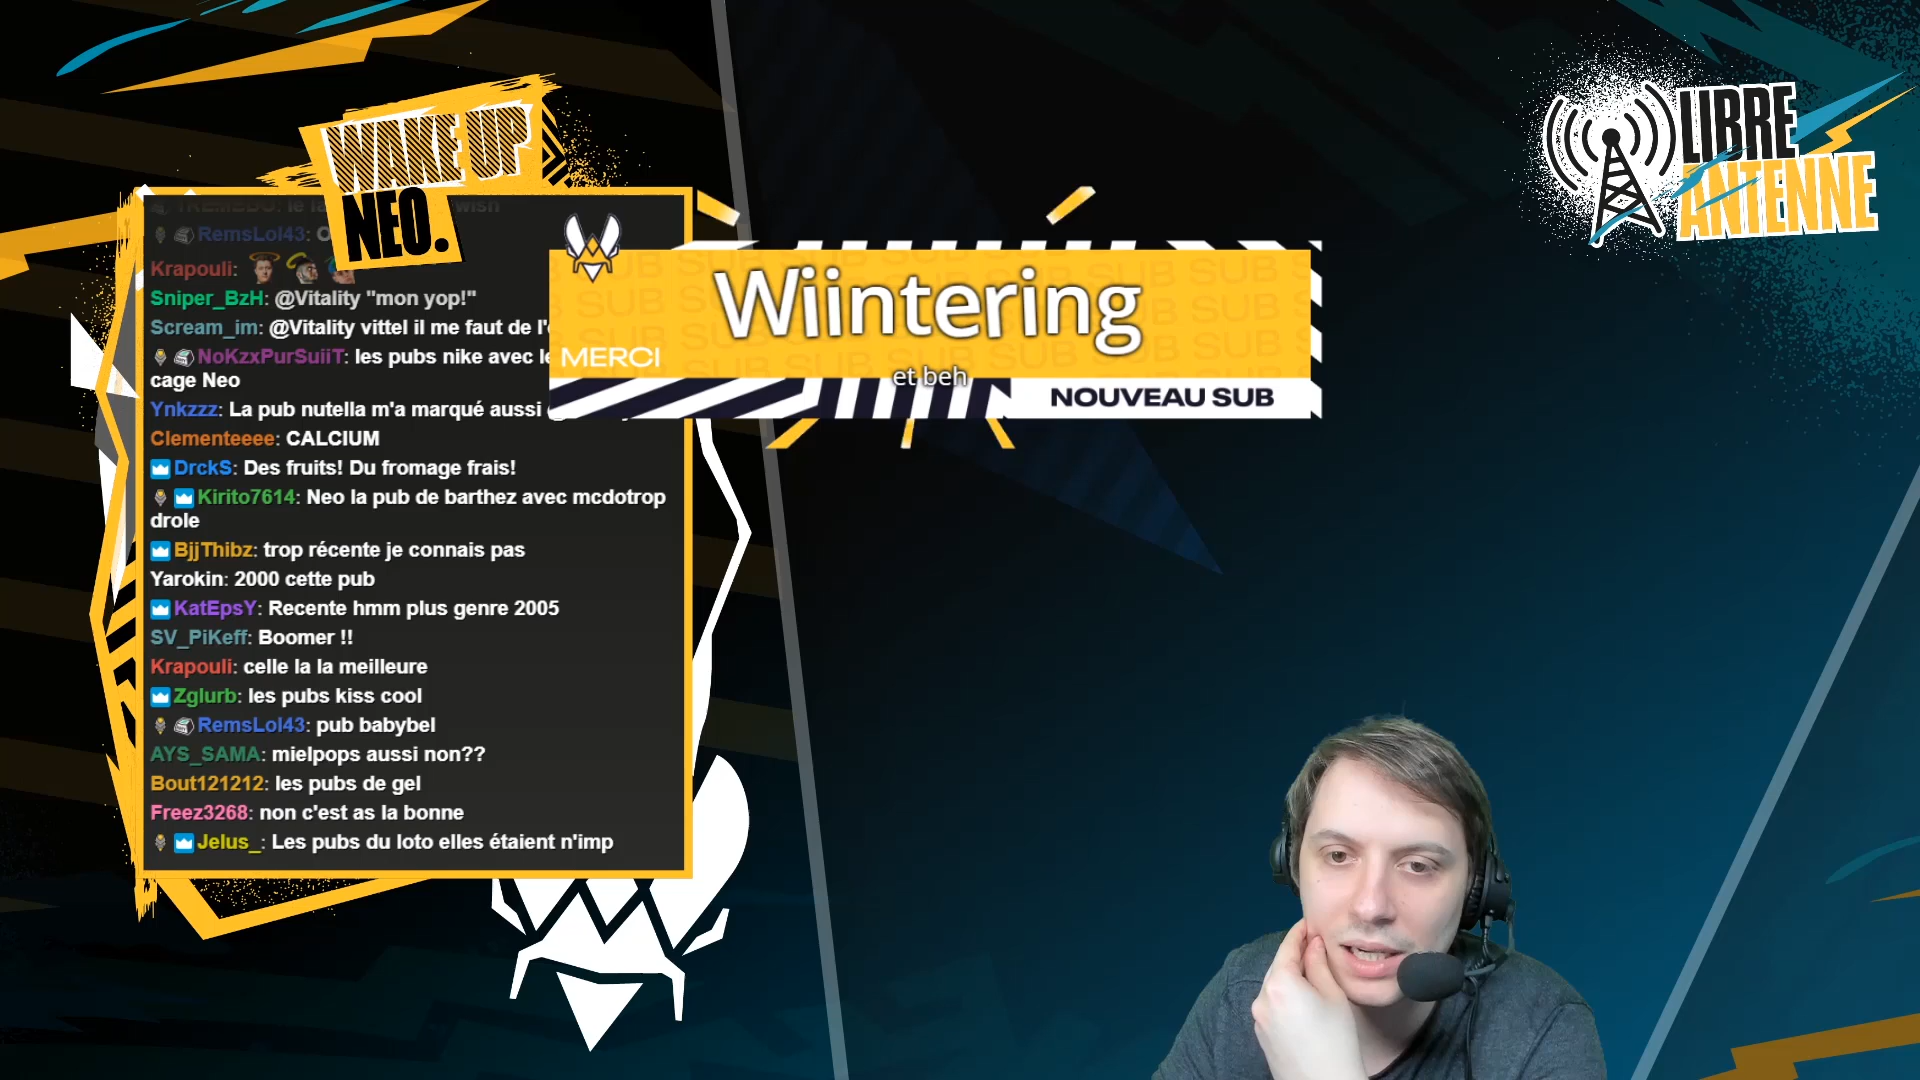 WAKE UP
NEO.
LIBRE
ANTENNE
RemsLol43:
Krapouli:
Sniper_BzH: @Vitality "mon yop!"
Scream_im: @Vitality vittel il me faut de
NoKzxPurSuiiT: les pubs nike avec
cage Neo
Ynkzzz: La pub nutella m'a marqué aussi
Clementeeee: CALCIUM
DrckS: Des fruits! Du fromage frais!
Kirito7614: Neo la pub de barthez avec mcdotrop
drole
BjjThibz: trop récente je connais pas
Yarokin: 2000 cette pub
KatEpsY: Recente hmm plus genre 2005
SV_PiKeff: Boomer !!
Krapouli: celle la la meilleure
Zglurb: les pubs kiss cool
RemsLol43: pub babybel
AYS_SAMA: mielpops aussi non??
Bout121212: les pubs de gel
Freez3268: non c'est as la bonne
Jelus_: Les pubs du loto elles étaient n'imp
Wiintering
MERCI
et beh
NOUVEAU SUB